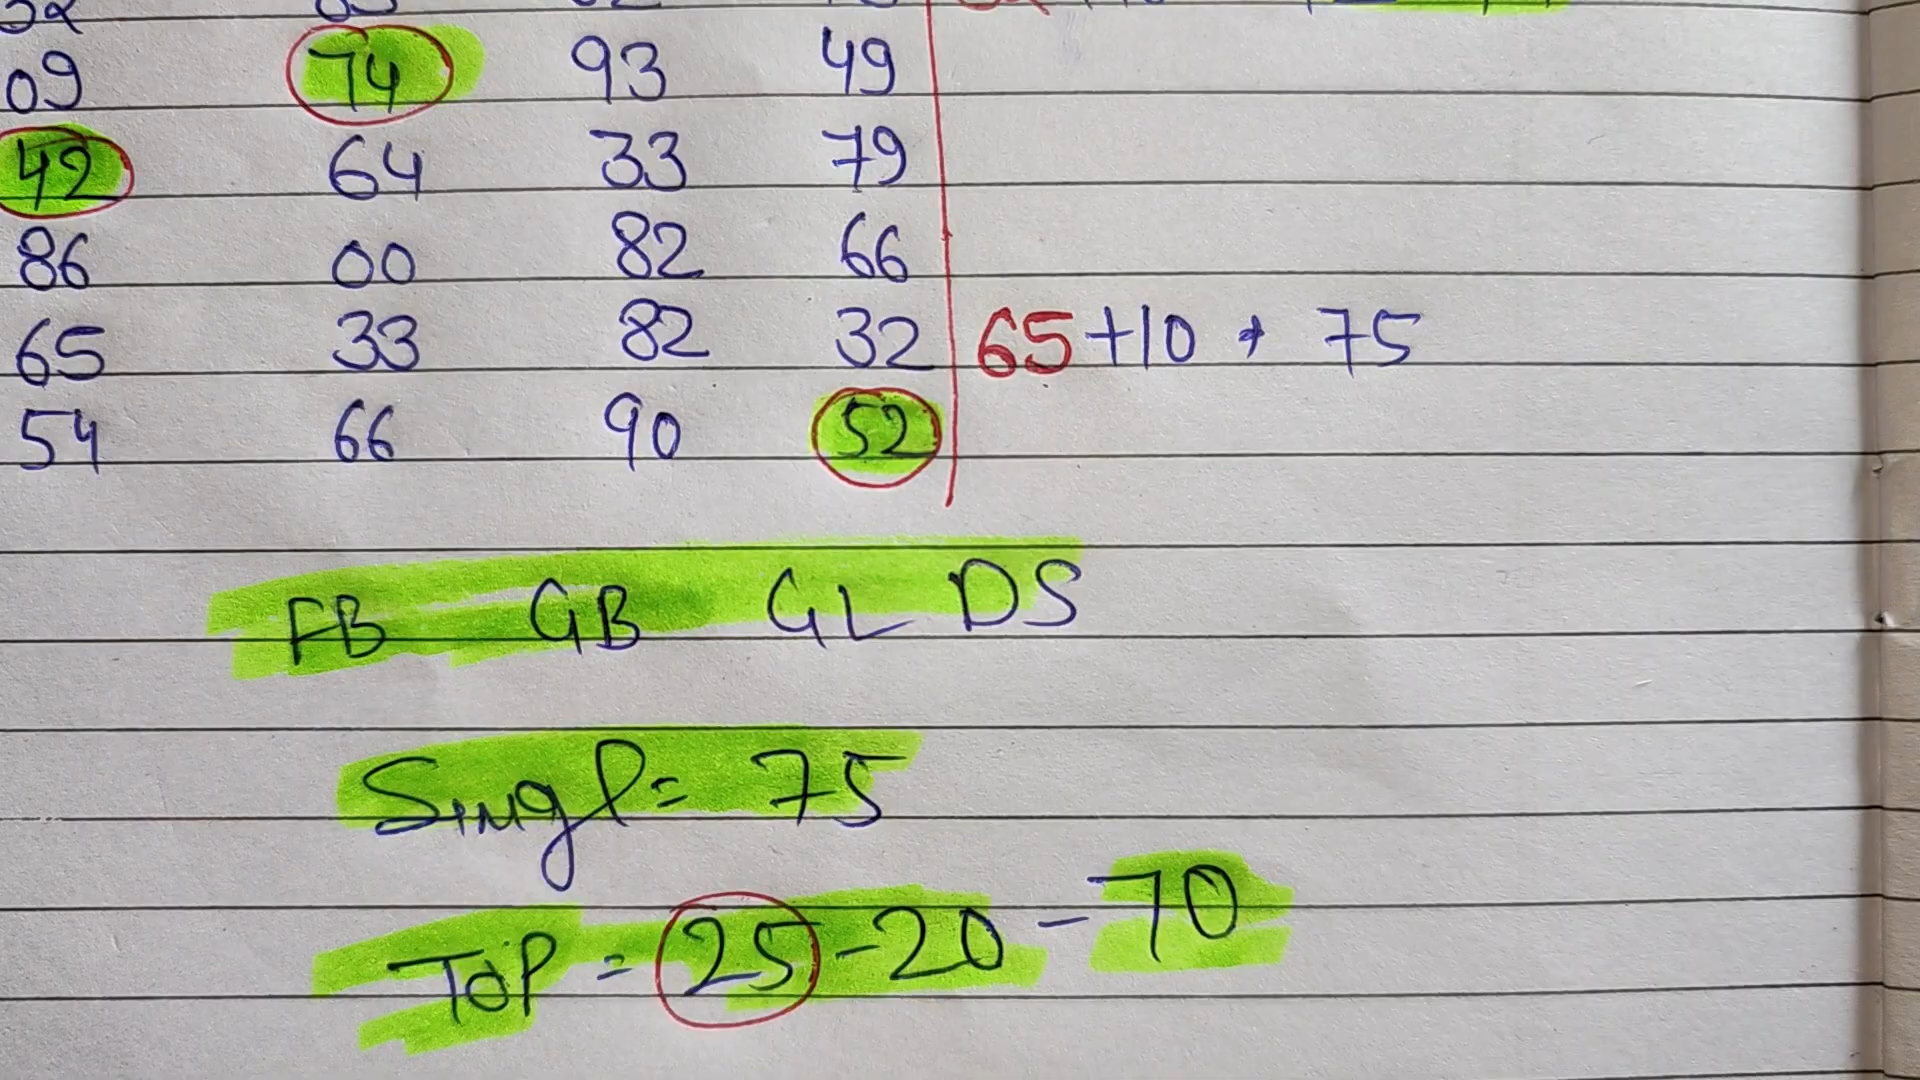 09 74 93 49
42 64 33 79
86 00 82 66
65 33 82 32 65+10 → 75
54 66 90 52
FB GB GL DS
Singl= 75
ToP = 25-20-70